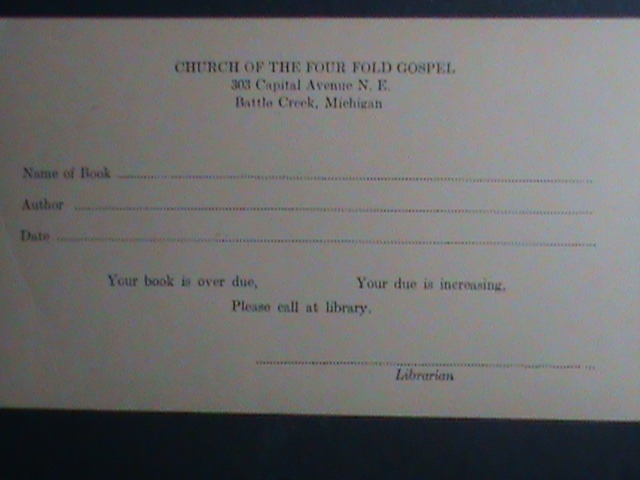 CHURCH OF THE FOUR FOLD GOSPEL
303 Capital Avenue N. E.
Battle Creek, Michigan
Name of Book
Author
Date
Your book is over due, Your due is increasing.
Please call at library.
Librarian